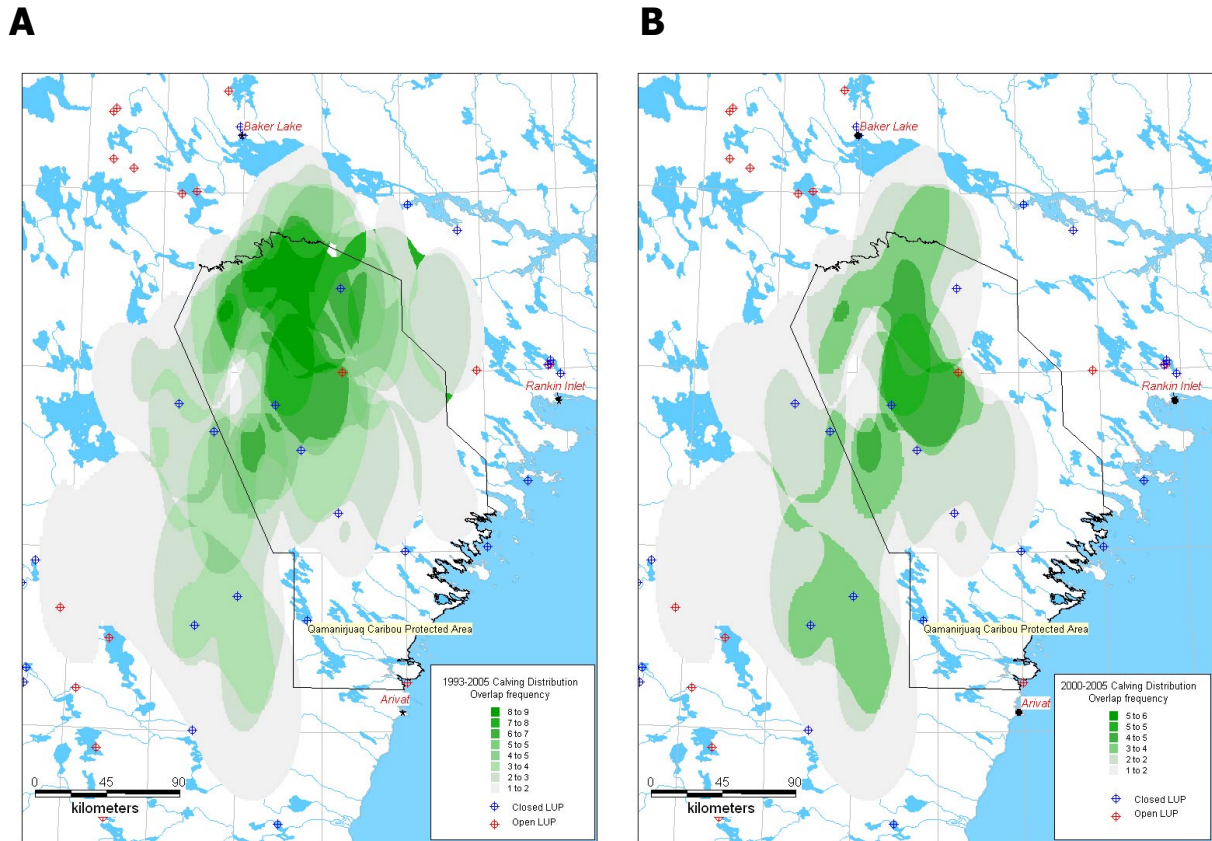 A
Baker Lake
Rankin Inlet
Qamanirjuaq Caribou Protected Area
Arivat
0 45 90
kilometers
1993-2005 Calving Distribution
Overlap frequency
8 to 9
7 to 8
6 to 7
5 to 5
4 to 5
3 to 4
2 to 3
1 to 2
Closed LUP
Open LUP
B
Baker Lake
Rankin Inlet
Qamanirjuaq Caribou Protected Area
Arivat
0 45 90
kilometers
2000-2005 Calving Distribution
Overlap frequency
5 to 6
5 to 5
4 to 5
3 to 4
2 to 2
1 to 2
Closed LUP
Open LUP